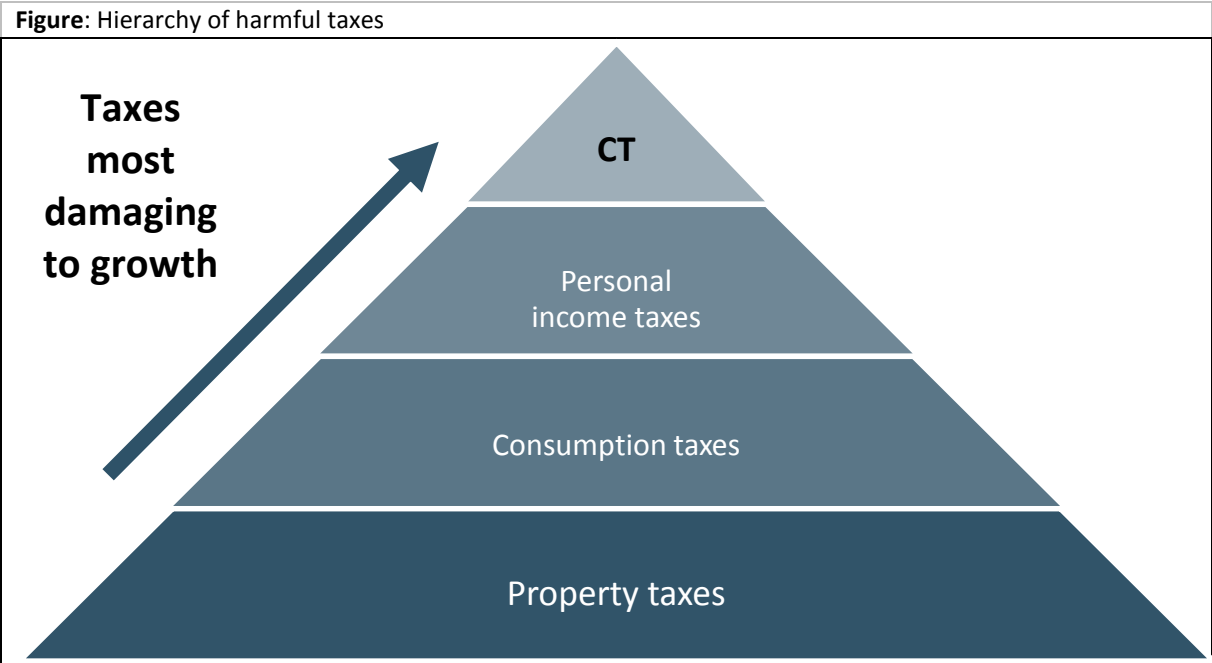 Figure: Hierarchy of harmful taxes
Taxes
most
damaging
to growth
CT
Personal
income taxes
Consumption taxes
Property taxes